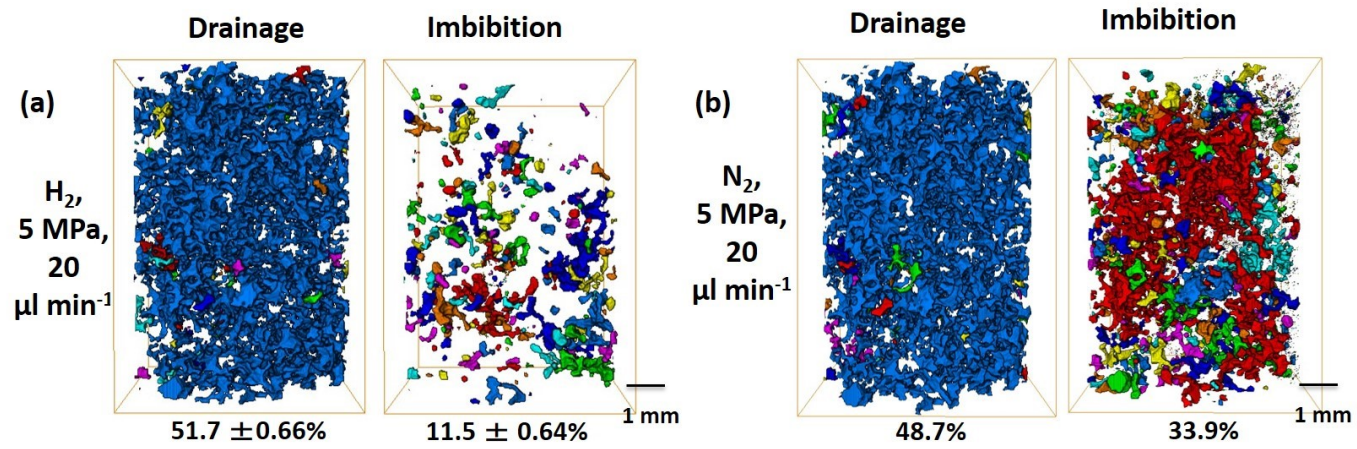 Drainage
Imbibition
(a)
H₂,
5 MPa,
20
µl min⁻¹
51.7 ±0.66%
11.5 ± 0.64%
1 mm
Drainage
Imbibition
(b)
N₂,
5 MPa,
20
µl min⁻¹
48.7%
33.9%
1 mm